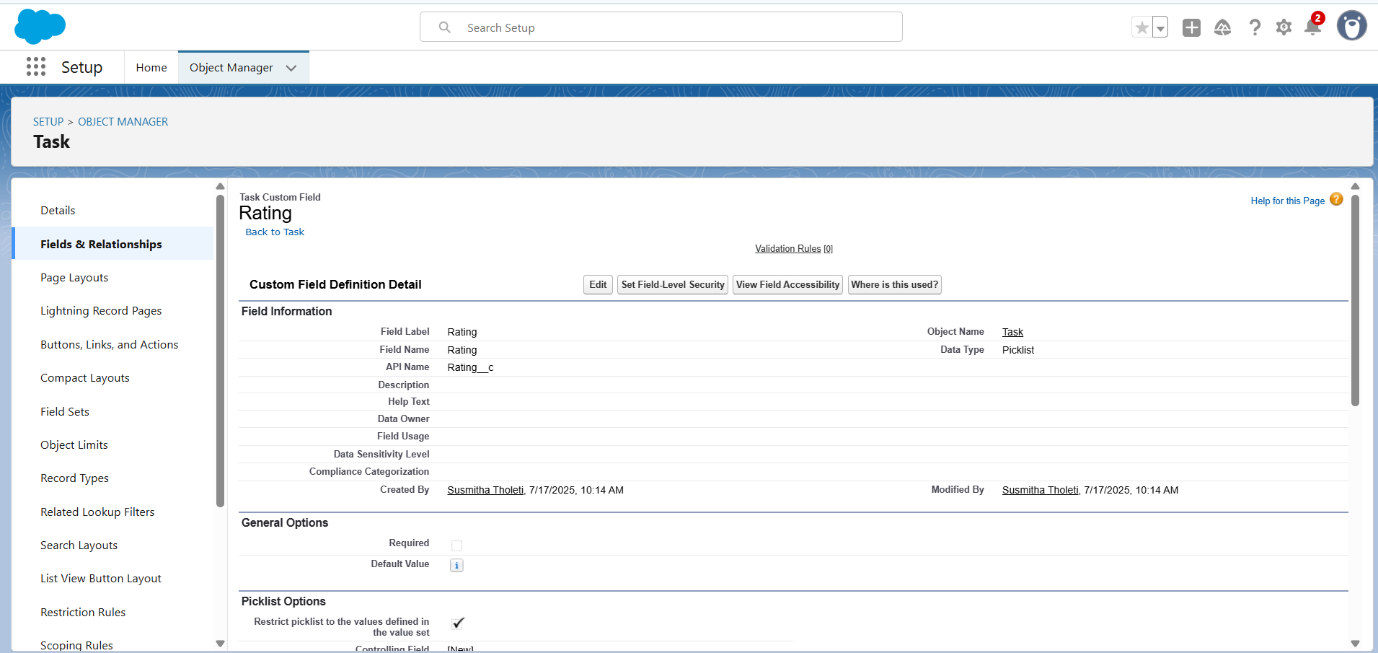 Search Setup
2
Setup
Home
Object Manager
SETUP > OBJECT MANAGER
Task
Details
Fields & Relationships
Page Layouts
Lightning Record Pages
Buttons, Links, and Actions
Compact Layouts
Field Sets
Object Limits
Record Types
Related Lookup Filters
Search Layouts
List View Button Layout
Restriction Rules
Scoping Rules
Task Custom Field
Rating
Back to Task
Help for this Page ?
Validation Rules [0]
Custom Field Definition Detail
Edit
Set Field-Level Security
View Field Accessibility
Where is this used?
Field Information
Field Label Rating
Object Name Task
Field Name Rating
Data Type Picklist
API Name Rating__c
Description
Help Text
Data Owner
Field Usage
Data Sensitivity Level
Compliance Categorization
Created By Susmitha Tholeti, 7/17/2025, 10:14 AM
Modified By Susmitha Tholeti, 7/17/2025, 10:14 AM
General Options
Required
Default Value i
Picklist Options
Restrict picklist to the values defined in
the value set
Controlling Field [New]